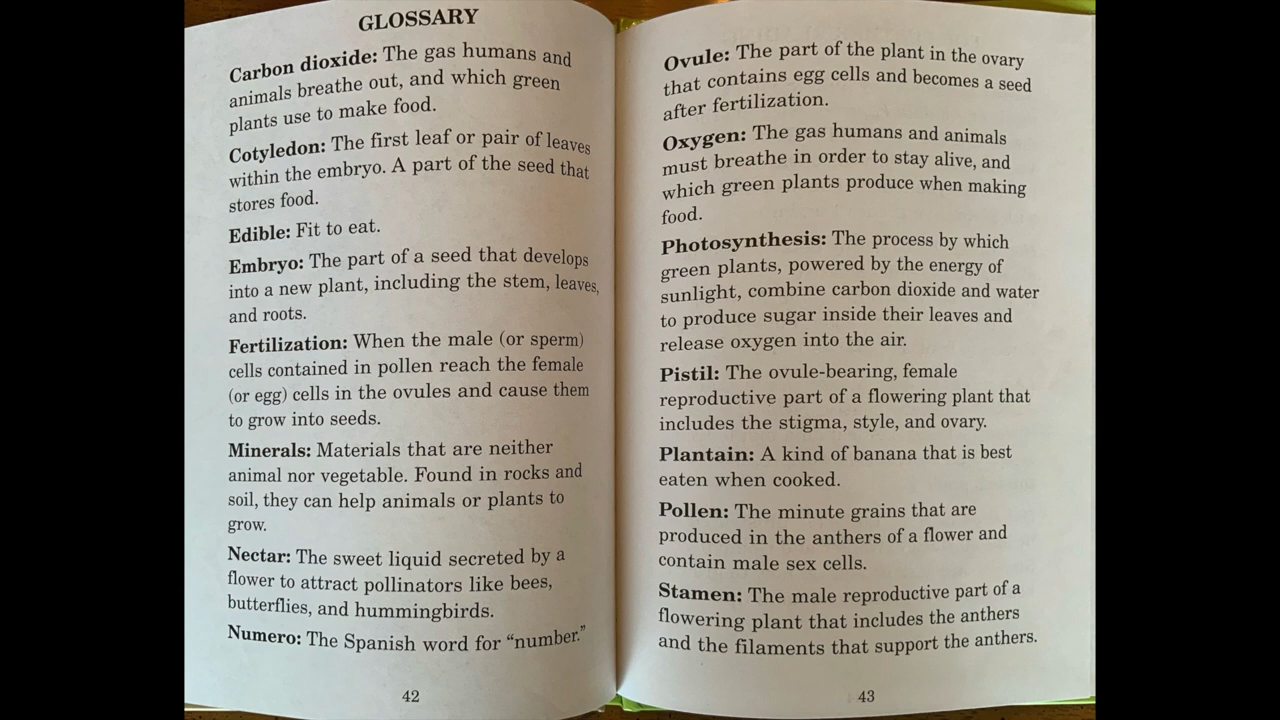 GLOSSARY
Carbon dioxide: The gas humans and
animals breathe out, and which green
plants use to make food.
Cotyledon: The first leaf or pair of leaves
within the embryo. A part of the seed that
stores food.
Edible: Fit to eat.
Embryo: The part of a seed that develops
into a new plant, including the stem, leaves,
and roots.
Fertilization: When the male (or sperm)
cells contained in pollen reach the female
(or egg) cells in the ovules and cause them
to grow into seeds.
Minerals: Materials that are neither
animal nor vegetable. Found in rocks and
soil, they can help animals or plants to
grow.
Nectar: The sweet liquid secreted by a
flower to attract pollinators like bees,
butterflies, and hummingbirds.
Numero: The Spanish word for “number.”
42
Ovule: The part of the plant in the ovary
that contains egg cells and becomes a seed
after fertilization.
Oxygen: The gas humans and animals
must breathe in order to stay alive, and
which green plants produce when making
food.
Photosynthesis: The process by which
green plants, powered by the energy of
sunlight, combine carbon dioxide and water
to produce sugar inside their leaves and
release oxygen into the air.
Pistil: The ovule-bearing, female
reproductive part of a flowering plant that
includes the stigma, style, and ovary.
Plantain: A kind of banana that is best
eaten when cooked.
Pollen: The minute grains that are
produced in the anthers of a flower and
contain male sex cells.
Stamen: The male reproductive part of a
flowering plant that includes the anthers
and the filaments that support the anthers.
43